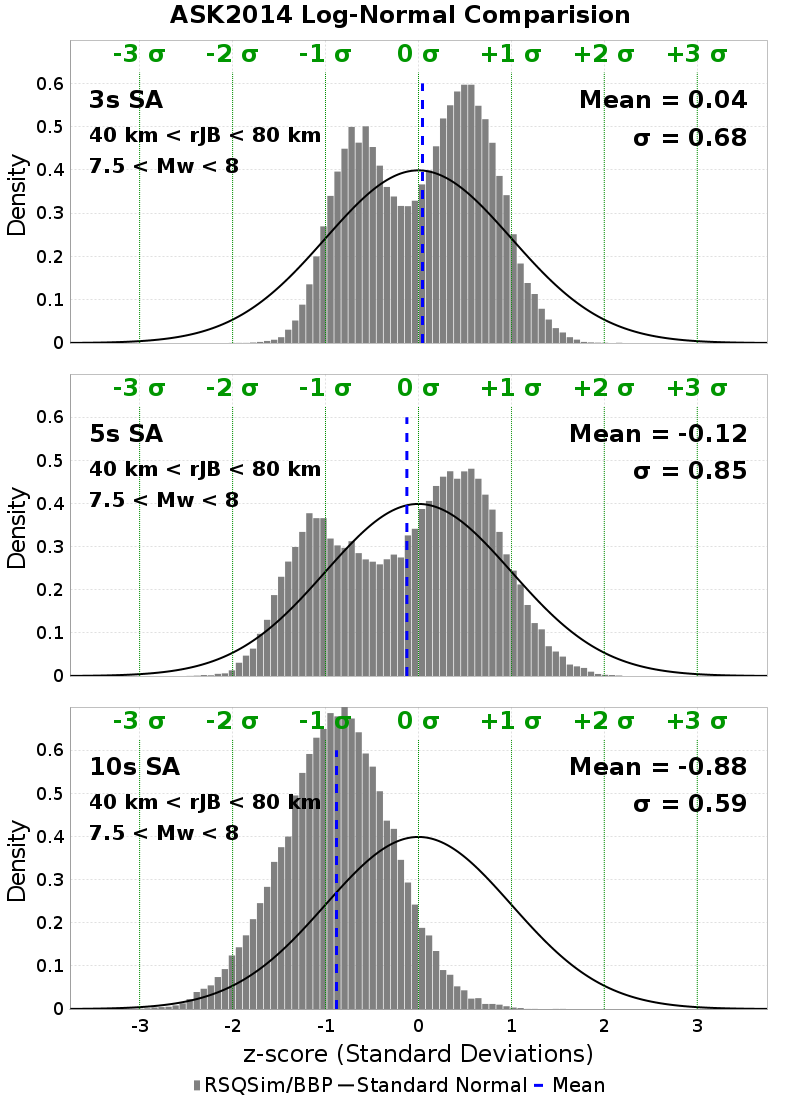 ASK2014 Log-Normal Comparision
-3 σ -2 σ -1 σ 0 σ +1 σ +2 σ +3 σ
3s SA
40 km < rJB < 80 km
7.5 < Mw < 8
Mean = 0.04
σ = 0.68
Density
0.6
0.5
0.4
0.3
0.2
0.1
0
-3 σ -2 σ -1 σ 0 σ +1 σ +2 σ +3 σ
5s SA
40 km < rJB < 80 km
7.5 < Mw < 8
Mean = -0.12
σ = 0.85
Density
0.6
0.5
0.4
0.3
0.2
0.1
0
-3 σ -2 σ -1 σ 0 σ +1 σ +2 σ +3 σ
10s SA
40 km < rJB < 80 km
7.5 < Mw < 8
Mean = -0.88
σ = 0.59
Density
0.6
0.5
0.4
0.3
0.2
0.1
0
-3 -2 -1 0 1 2 3
z-score (Standard Deviations)
RSQSim/BBP Standard Normal Mean